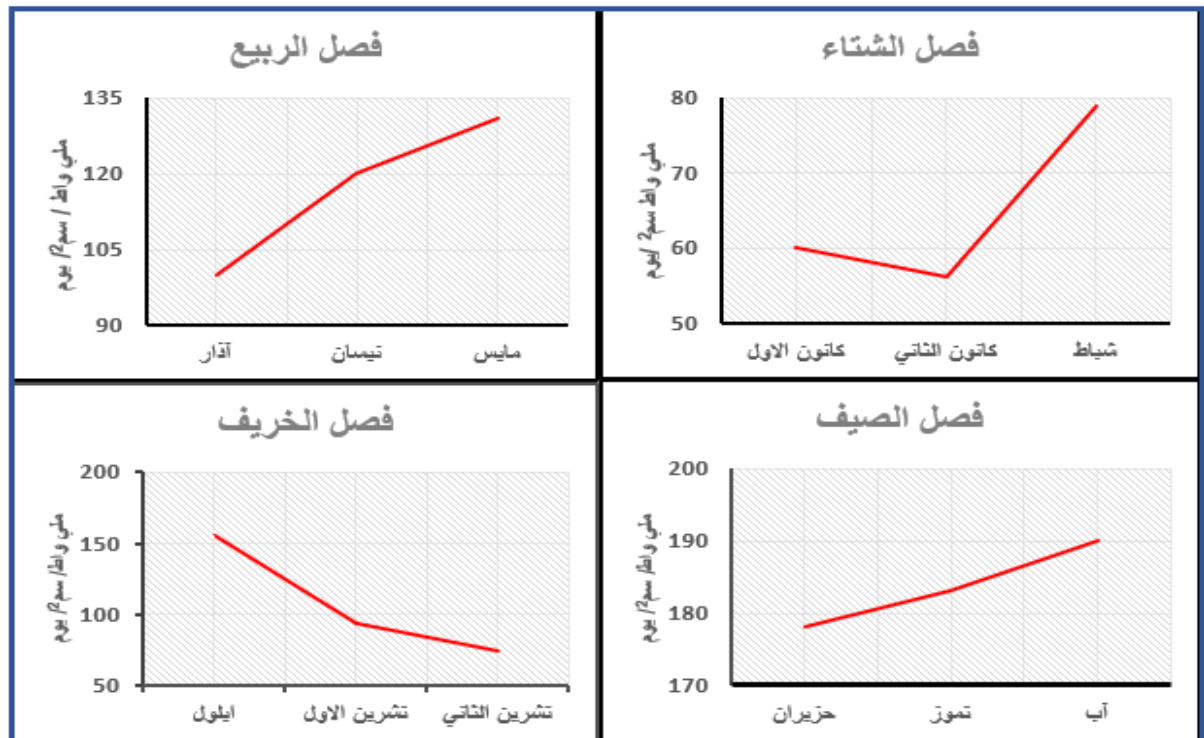 فصل الشتاء
ملي واط سم2 /يوم
80
70
60
50
كانون الاول كانون الثاني شباط
فصل الربيع
ملي واط / سم2/ يوم
135
120
105
90
آذار نيسان مايس
فصل الصيف
ملي واط/ سم2/ يوم
200
190
180
170
حزيران تموز آب
فصل الخريف
ملي واط/ سم2/ يوم
200
150
100
50
ايلول تشرين الاول تشرين الثاني